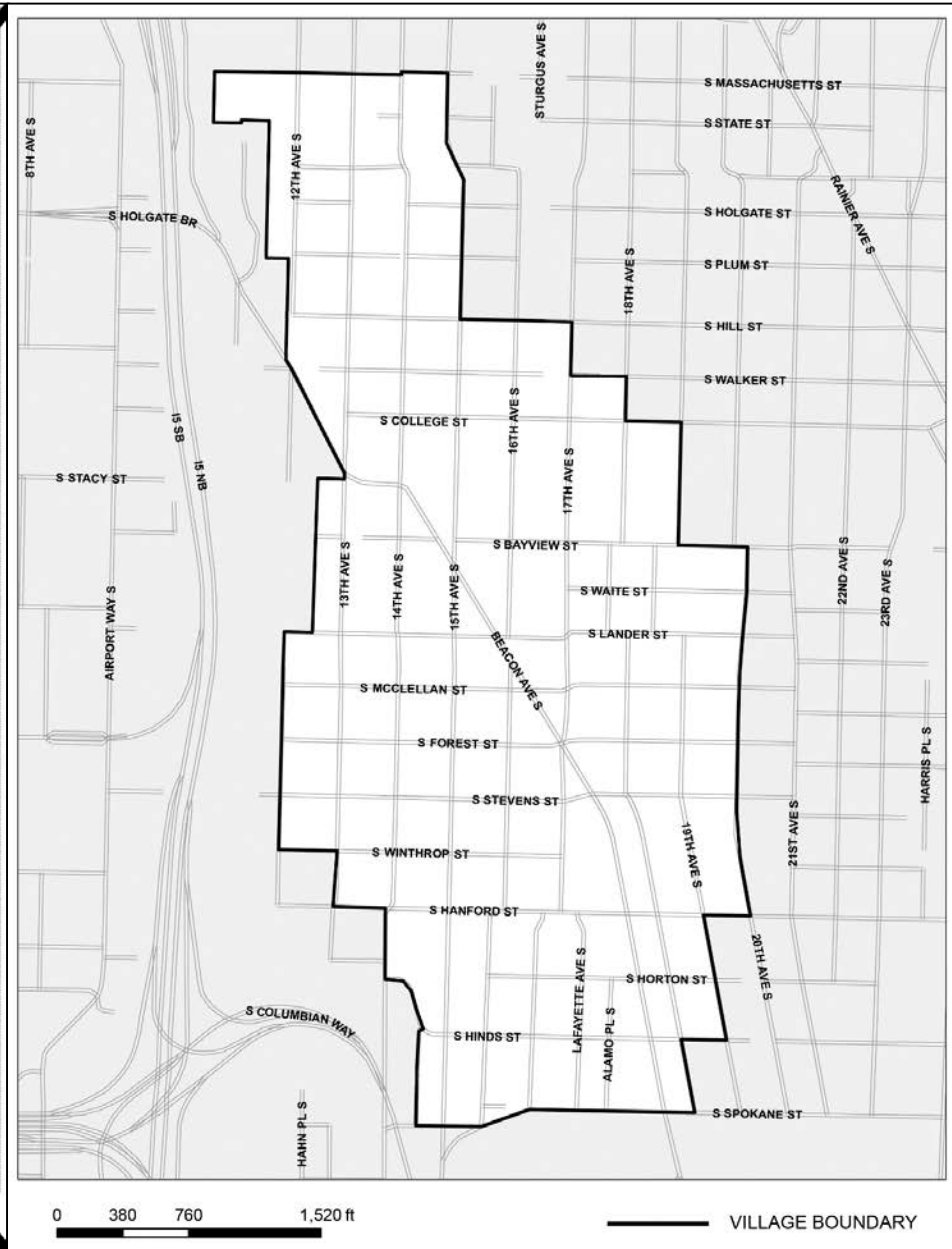 STURGUS AVE S
S MASSACHUSETTS ST
S STATE ST
8TH AVE S
12TH AVE S
RAINIER AVE S
S HOLGATE BR
S HOLGATE ST
18TH AVE S
S PLUM ST
S HILL ST
S WALKER ST
16TH AVE S
S COLLEGE ST
I5 SB
I5 NB
17TH AVE S
S STACY ST
S BAYVIEW ST
13TH AVE S
14TH AVE S
15TH AVE S
22ND AVE S
23RD AVE S
S WAITE ST
AIRPORT WAY S
BEACON AVE S
S LANDER ST
S MCCLELLAN ST
S FOREST ST
HARRIS PL S
S STEVENS ST
19TH AVE S
21ST AVE S
S WINTHROP ST
S HANFORD ST
20TH AVE S
LAFAYETTE AVE S
S HORTON ST
S COLUMBIAN WAY
ALAMO PL S
S HINDS ST
HAHN PL S
S SPOKANE ST
0 380 760 1,520 ft
VILLAGE BOUNDARY